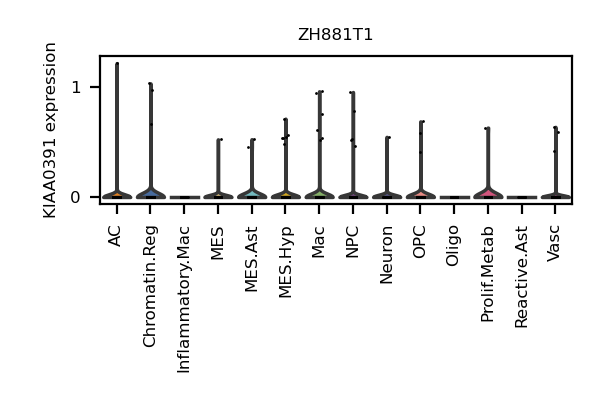 ZH881T1
KIAA0391 expression
1
0
AC
Chromatin.Reg
Inflammatory.Mac
MES
MES.Ast
MES.Hyp
Mac
NPC
Neuron
OPC
Oligo
Prolif.Metab
Reactive.Ast
Vasc